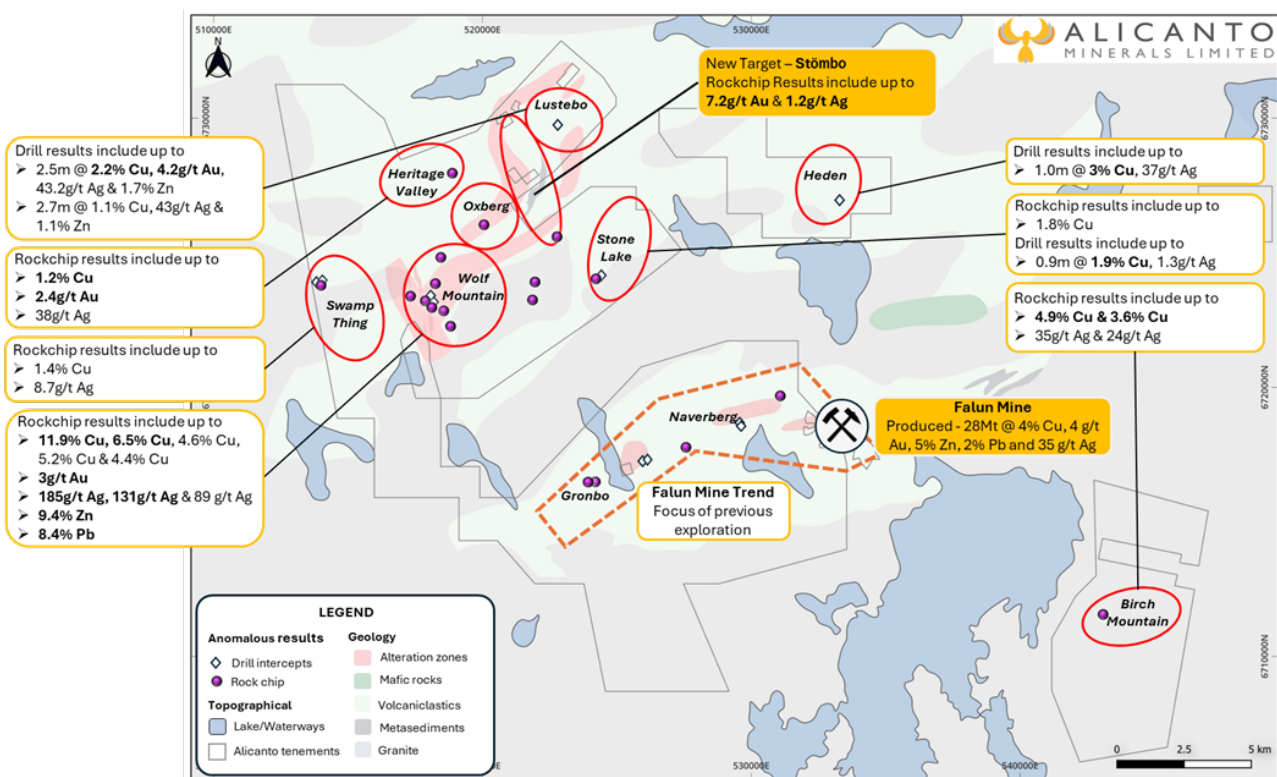 510000E
520000E
530000E
ALICANTO
MINERALS LIMITED
N
6730000N
6730000N
New Target – Stömbo
Rockchip Results include up to
7.2g/t Au & 1.2g/t Ag
Lustebo
Heritage
Valley
Oxberg
Heden
Stone
Lake
Wolf
Mountain
Swamp
Thing
Drill results include up to
➢ 2.5m @ 2.2% Cu, 4.2g/t Au,
43.2g/t Ag & 1.7% Zn
➢ 2.7m @ 1.1% Cu, 43g/t Ag &
1.1% Zn
Rockchip results include up to
➢ 1.2% Cu
➢ 2.4g/t Au
➢ 38g/t Ag
Rockchip results include up to
➢ 1.4% Cu
➢ 8.7g/t Ag
Rockchip results include up to
➢ 11.9% Cu, 6.5% Cu, 4.6% Cu,
5.2% Cu & 4.4% Cu
➢ 3g/t Au
➢ 185g/t Ag, 131g/t Ag & 89 g/t Ag
➢ 9.4% Zn
➢ 8.4% Pb
Drill results include up to
➢ 1.0m @ 3% Cu, 37g/t Ag
Rockchip results include up to
➢ 1.8% Cu
Drill results include up to
➢ 0.9m @ 1.9% Cu, 1.3g/t Ag
Rockchip results include up to
➢ 4.9% Cu & 3.6% Cu
➢ 35g/t Ag & 24g/t Ag
6720000N
Naverberg
Gronbo
Falun Mine
Produced - 28Mt @ 4% Cu, 4 g/t
Au, 5% Zn, 2% Pb and 35 g/t Ag
Falun Mine Trend
Focus of previous
exploration
Birch
Mountain
6710000N
LEGEND
Anomalous results
Drill intercepts
Rock chip
Topographical
Lake/Waterways
Alicanto tenements
Geology
Alteration zones
Mafic rocks
Volcaniclastics
Metasediments
Granite
530000E
540000E
0 2.5 5 km